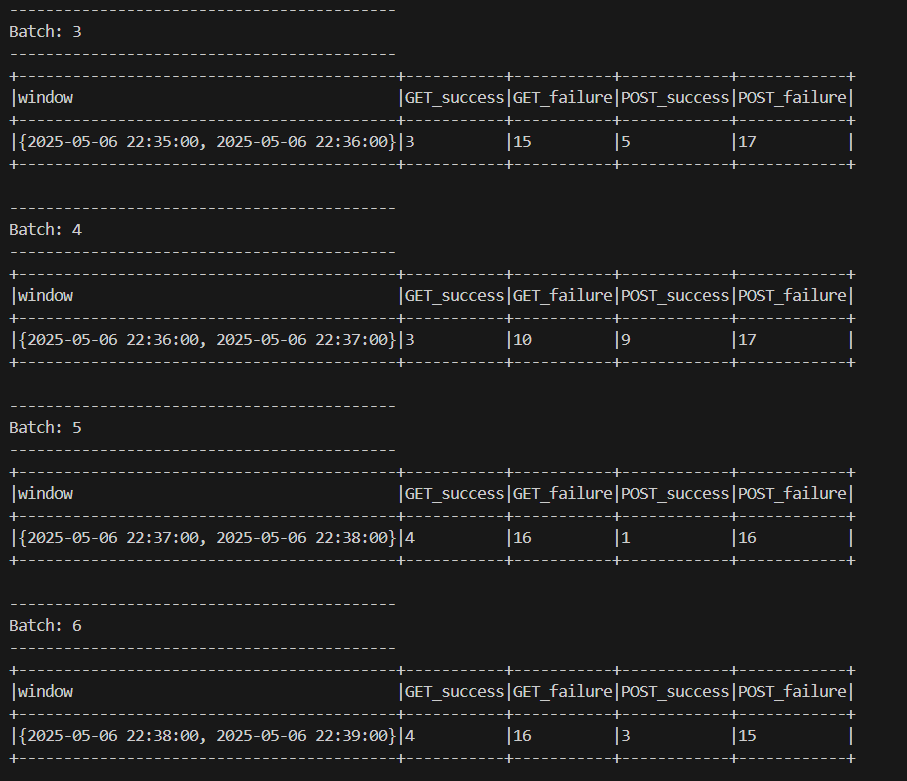 -------------------------------------------
Batch: 3
-------------------------------------------
+------------------------------------------+-----------+-----------+------------+------------+
|window                                    |GET_success|GET_failure|POST_success|POST_failure|
+------------------------------------------+-----------+-----------+------------+------------+
|{2025-05-06 22:35:00, 2025-05-06 22:36:00}|3          |15         |5           |17          |
+------------------------------------------+-----------+-----------+------------+------------+
-------------------------------------------
Batch: 4
-------------------------------------------
+------------------------------------------+-----------+-----------+------------+------------+
|window                                    |GET_success|GET_failure|POST_success|POST_failure|
+------------------------------------------+-----------+-----------+------------+------------+
|{2025-05-06 22:36:00, 2025-05-06 22:37:00}|3          |10         |9           |17          |
+------------------------------------------+-----------+-----------+------------+------------+
-------------------------------------------
Batch: 5
-------------------------------------------
+------------------------------------------+-----------+-----------+------------+------------+
|window                                    |GET_success|GET_failure|POST_success|POST_failure|
+------------------------------------------+-----------+-----------+------------+------------+
|{2025-05-06 22:37:00, 2025-05-06 22:38:00}|4          |16         |1           |16          |
+------------------------------------------+-----------+-----------+------------+------------+
-------------------------------------------
Batch: 6
-------------------------------------------
+------------------------------------------+-----------+-----------+------------+------------+
|window                                    |GET_success|GET_failure|POST_success|POST_failure|
+------------------------------------------+-----------+-----------+------------+------------+
|{2025-05-06 22:38:00, 2025-05-06 22:39:00}|4          |16         |3           |15          |
+------------------------------------------+-----------+-----------+------------+------------+